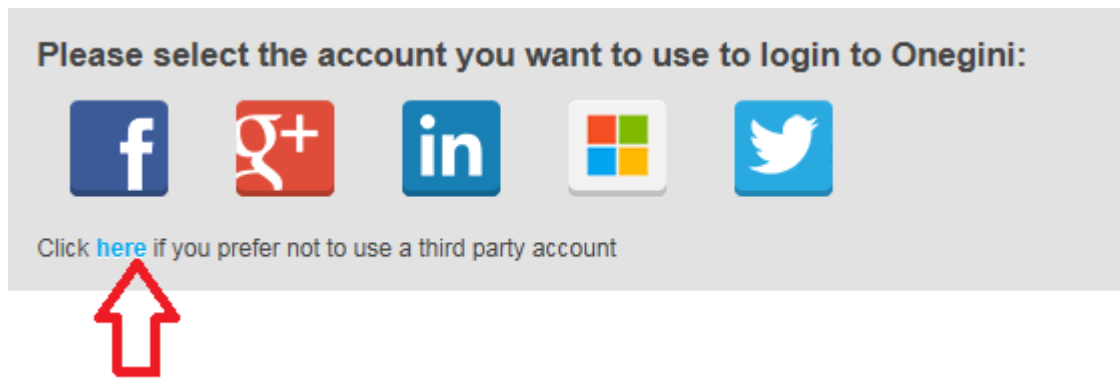 Please select the account you want to use to login to Onegini:
f g+ in
Click here if you prefer not to use a third party account